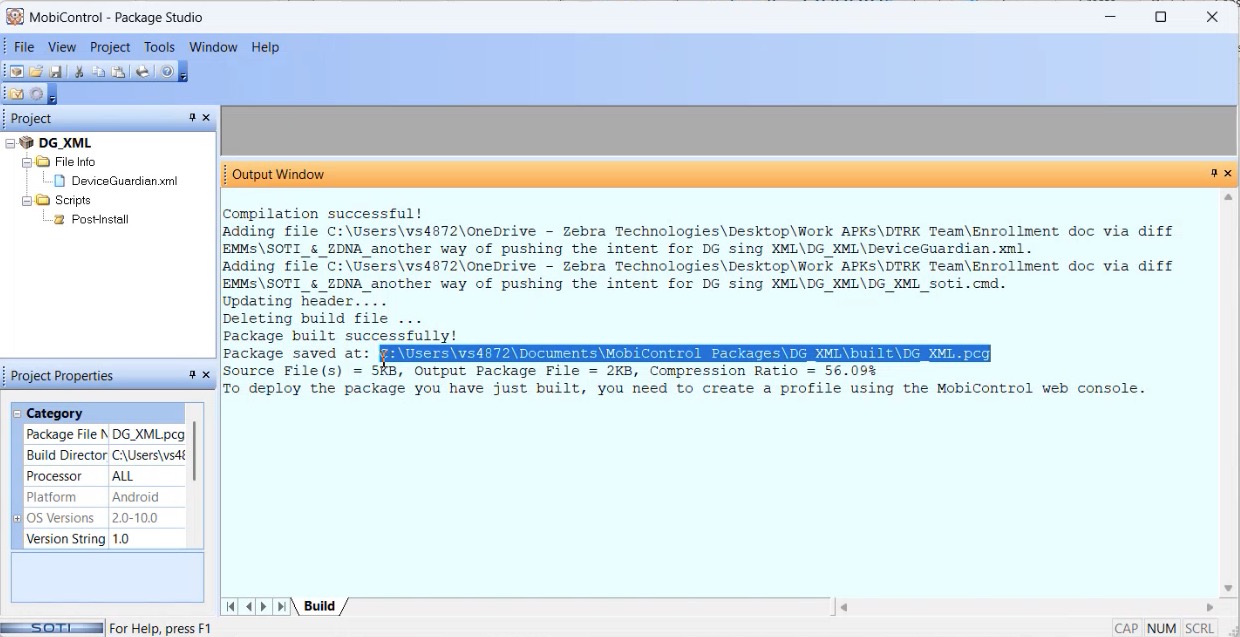 MobiControl - Package Studio
File View Project Tools Window Help
Project
DG_XML
File Info
DeviceGuardian.xml
Scripts
Post-Install
Output Window
Compilation successful!
Adding file C:\Users\vs4872\OneDrive - Zebra Technologies\Desktop\Work APKs\DTRK Team\Enrollment doc via diff
EMMs\SOTI_&_ZDNA_another way of pushing the intent for DG sing XML\DG_XML\DeviceGuardian.xml.
Adding file C:\Users\vs4872\OneDrive - Zebra Technologies\Desktop\Work APKs\DTRK Team\Enrollment doc via diff
EMMs\SOTI_&_ZDNA_another way of pushing the intent for DG sing XML\DG_XML\DG_XML_soti.cmd.
Updating header....
Deleting build file ...
Package built successfully!
Package saved at: C:\Users\vs4872\Documents\MobiControl Packages\DG_XML\built\DG_XML.pcg
Source File(s) = 5KB, Output Package File = 2KB, Compression Ratio = 56.09%
To deploy the package you have just built, you need to create a profile using the MobiControl web console.
Project Properties
Category
Package File N DG_XML.pcg
Build Director C:\Users\vs48
Processor ALL
Platform Android
OS Versions 2.0-10.0
Version String 1.0
Build
SOTI For Help, press F1
CAP NUM SCRL